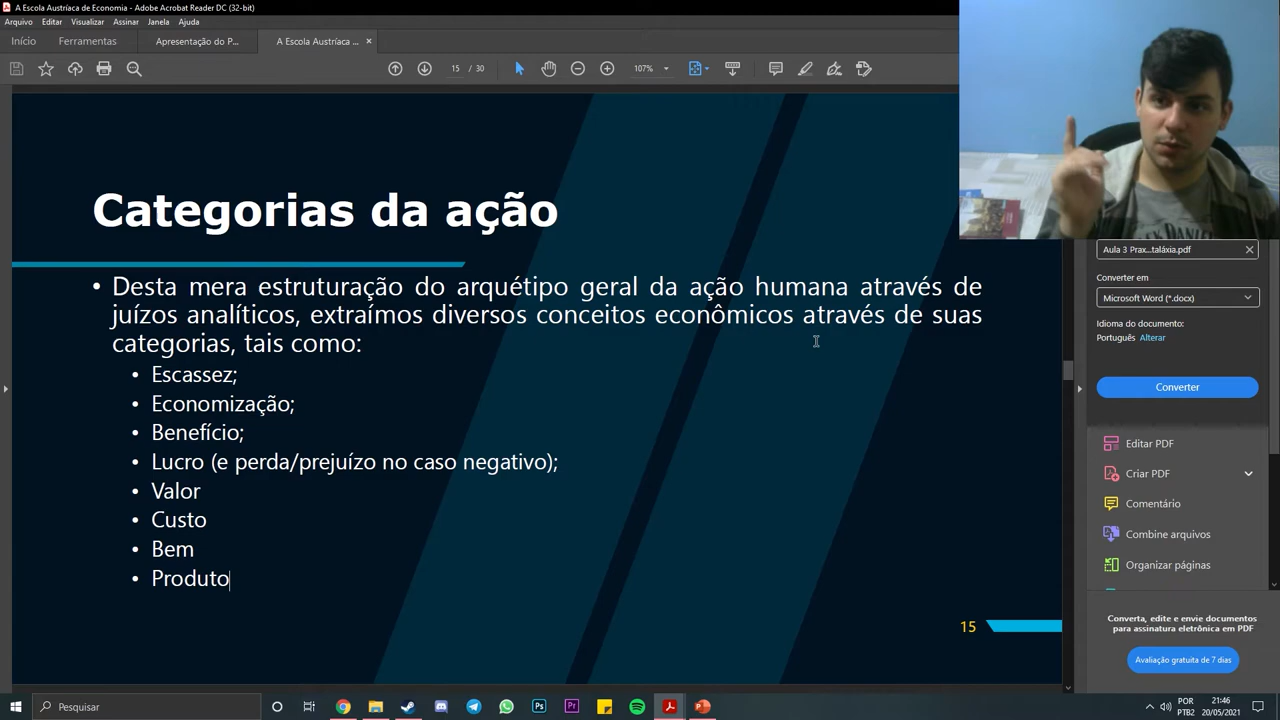 A Escola Austríaca de Economia - Adobe Acrobat Reader DC (32-bit)
Arquivo Editar Visualizar Assinar Janela Ajuda
Início Ferramentas Apresentação do P... A Escola Austríaca ... ×
15 / 30 107%
Categorias da ação
• Desta mera estruturação do arquétipo geral da ação humana através de
juízos analíticos, extraímos diversos conceitos econômicos através de suas
categorias, tais como:
• Escassez;
• Economização;
• Benefício;
• Lucro (e perda/prejuízo no caso negativo);
• Valor
• Custo
• Bem
• Produto
15
Aula 3 Prax...taláxia.pdf
Converter em
Microsoft Word (*.docx)
Idioma do documento:
Português Alterar
Converter
Editar PDF
Criar PDF
Comentário
Combine arquivos
Organizar páginas
Converta, edite e envie documentos
para assinatura eletrônica em PDF
Avaliação gratuita de 7 dias
Pesquisar
POR
PTB2
21:46
20/05/2021